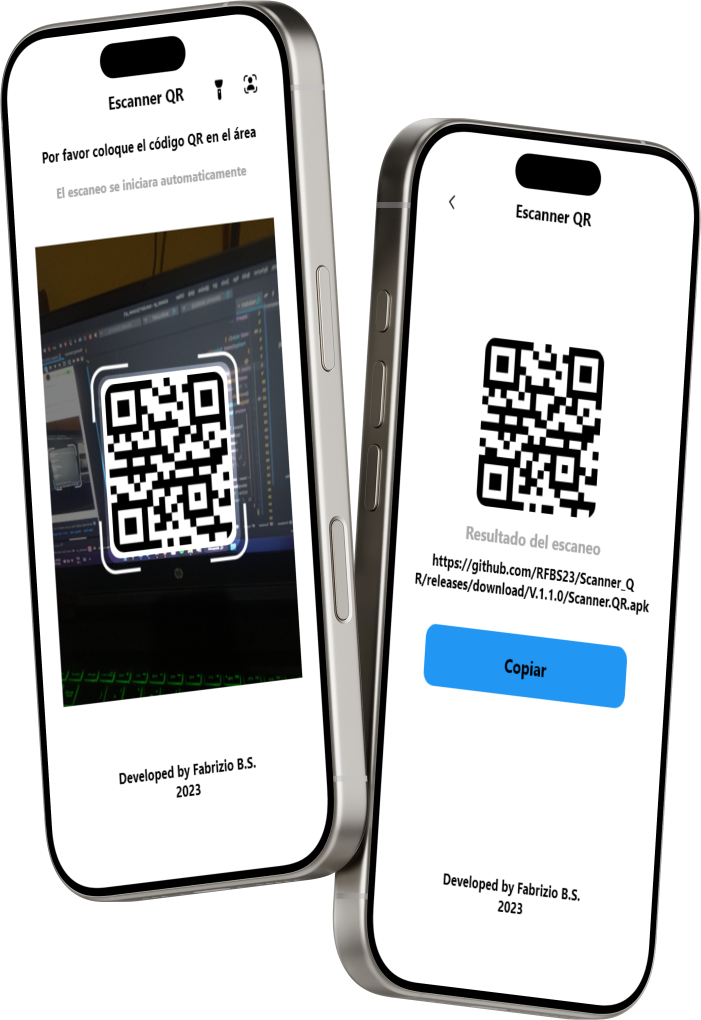 Escanner QR
Por favor coloque el código QR en el área
El escaneo se iniciara automaticamente
Developed by Fabrizio B.S.
2023
Escanner QR
Resultado del escaneo
https://github.com/RFBS23/Scanner_Q
R/releases/download/V.1.1.0/Scanner.QR.apk
Copiar
Developed by Fabrizio B.S.
2023